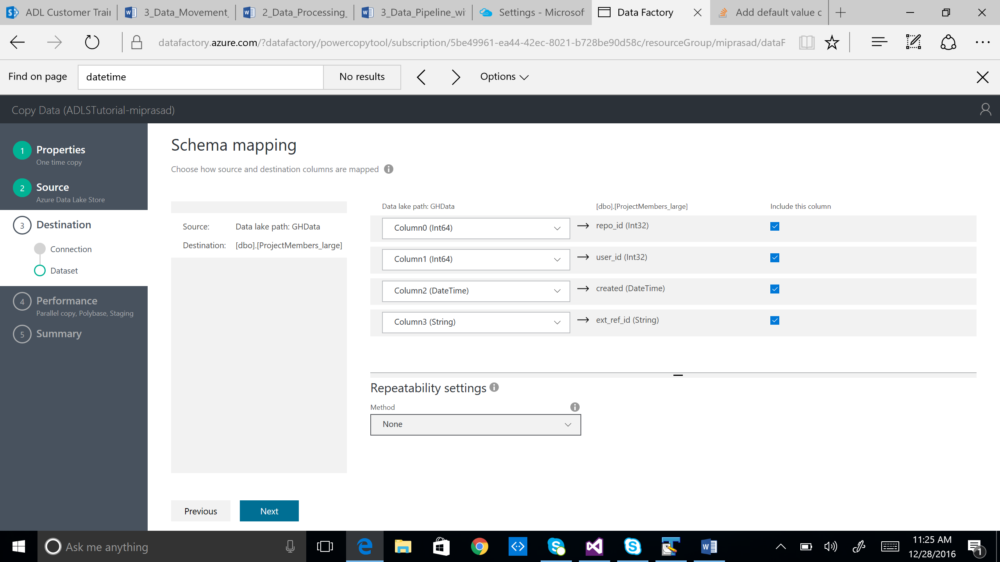 ADL Customer Trai
3_Data_Movement_
2_Data_Processing_
3_Data_Pipeline_wi
Settings - Microsof
Data Factory
Add default value c
datafactory.azure.com/?datafactory/powercopytool/subscription/5be49961-ea44-42ec-8021-b728be90d58c/resourceGroup/miprasad/dataF
Find on page
datetime
No results
Options
Copy Data (ADLSTutorial-miprasad)
1
Properties
One time copy
2
Source
Azure Data Lake Store
3
Destination
Connection
Dataset
4
Performance
Parallel copy, Polybase, Staging
5
Summary
Schema mapping
Choose how source and destination columns are mapped
Source: Data lake path: GHData
Destination: [dbo].[ProjectMembers_large]
Data lake path: GHData [dbo].[ProjectMembers_large] Include this column
Column0 (Int64) → repo_id (Int32)
Column1 (Int64) → user_id (Int32)
Column2 (DateTime) → created (DateTime)
Column3 (String) → ext_ref_id (String)
Repeatability settings
Method
None
Previous
Next
Ask me anything
11:25 AM
12/28/2016
1